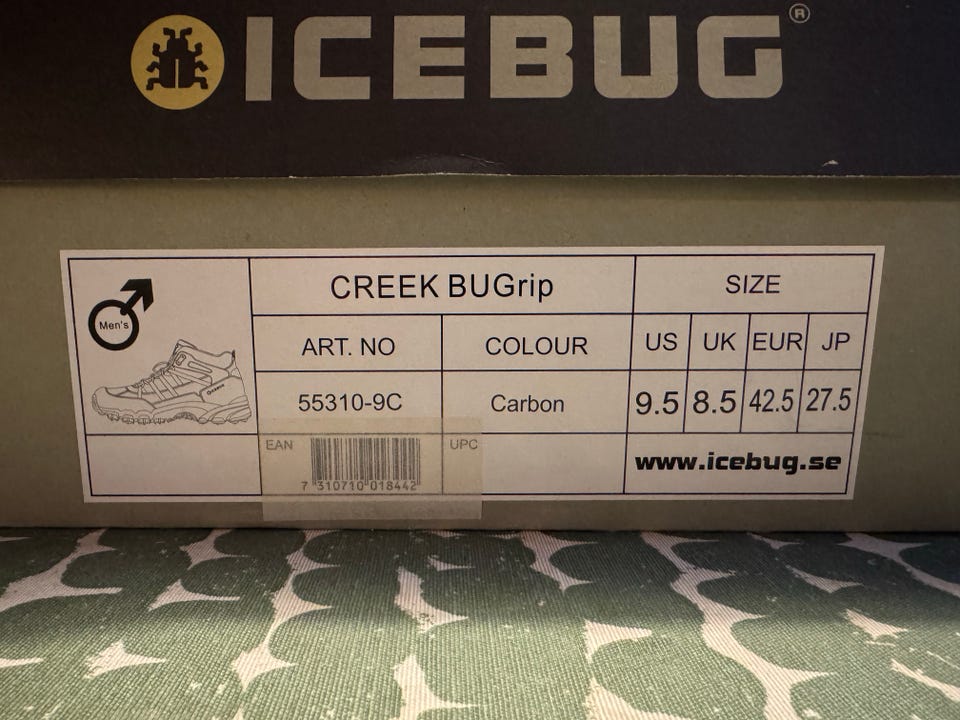 ICEBUG®
Men's
CREEK BUGrip
SIZE
ART. NO
COLOUR
US UK EUR JP
55310-9C
Carbon
9.5 8.5 42.5 27.5
EAN
UPC
7 310710 018442
www.icebug.se